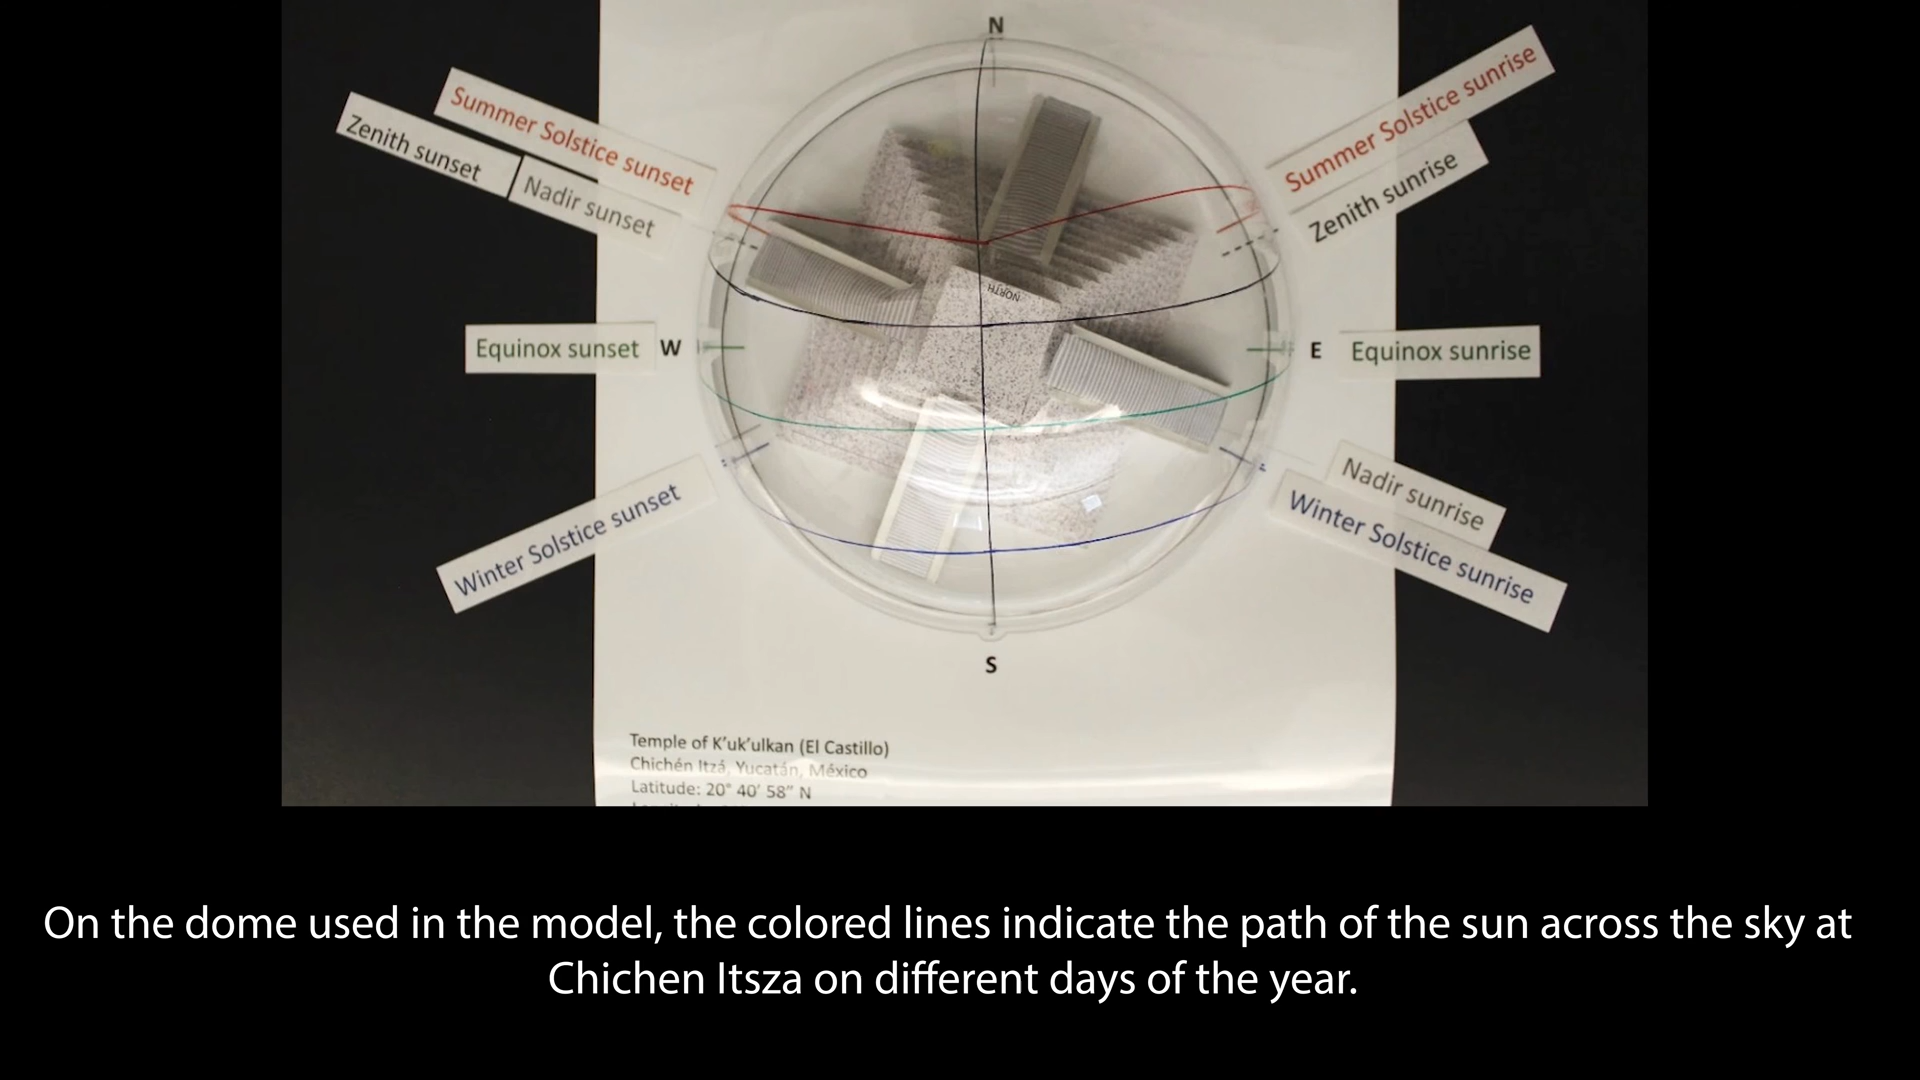 N
Summer Solstice sunset
Summer Solstice sunrise
Zenith sunset
Nadir sunset
Zenith sunrise
NORTH
Equinox sunset
W
E
Equinox sunrise
Winter Solstice sunset
Nadir sunrise
Winter Solstice sunrise
S
Temple of K'uk'ulkan (El Castillo)
Chichén Itzá, Yucatán, México
Latitude: 20° 40' 58" N
On the dome used in the model, the colored lines indicate the path of the sun across the sky at
Chichen Itsza on different days of the year.